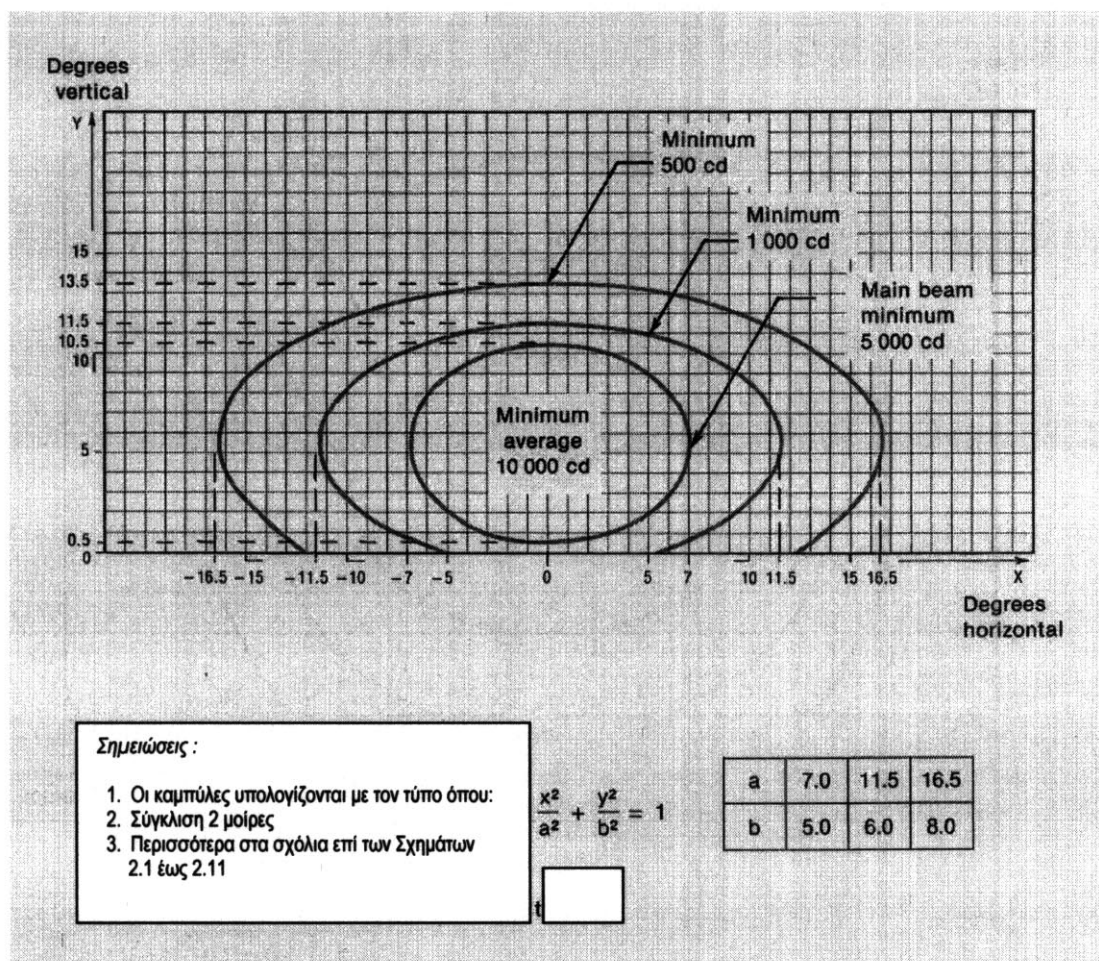 Degrees
vertical
Y
Minimum
500 cd
Minimum
1 000 cd
15
13.5
Main beam
minimum
5 000 cd
11.5
10.5
10
Minimum
average
10 000 cd
5
0.5
0
-16.5 -15 -11.5 -10 -7 -5 0 5 7 10 11.5 15 16.5 X
Degrees
horizontal
Σημειώσεις :
1. Οι καμπύλες υπολογίζονται με τον τύπο όπου:
2. Σύγκλιση 2 μοίρες
3. Περισσότερα στα σχόλια επί των Σχημάτων
2.1 έως 2.11
x²/a² + y²/b² = 1
t
a 7.0 11.5 16.5
b 5.0 6.0 8.0